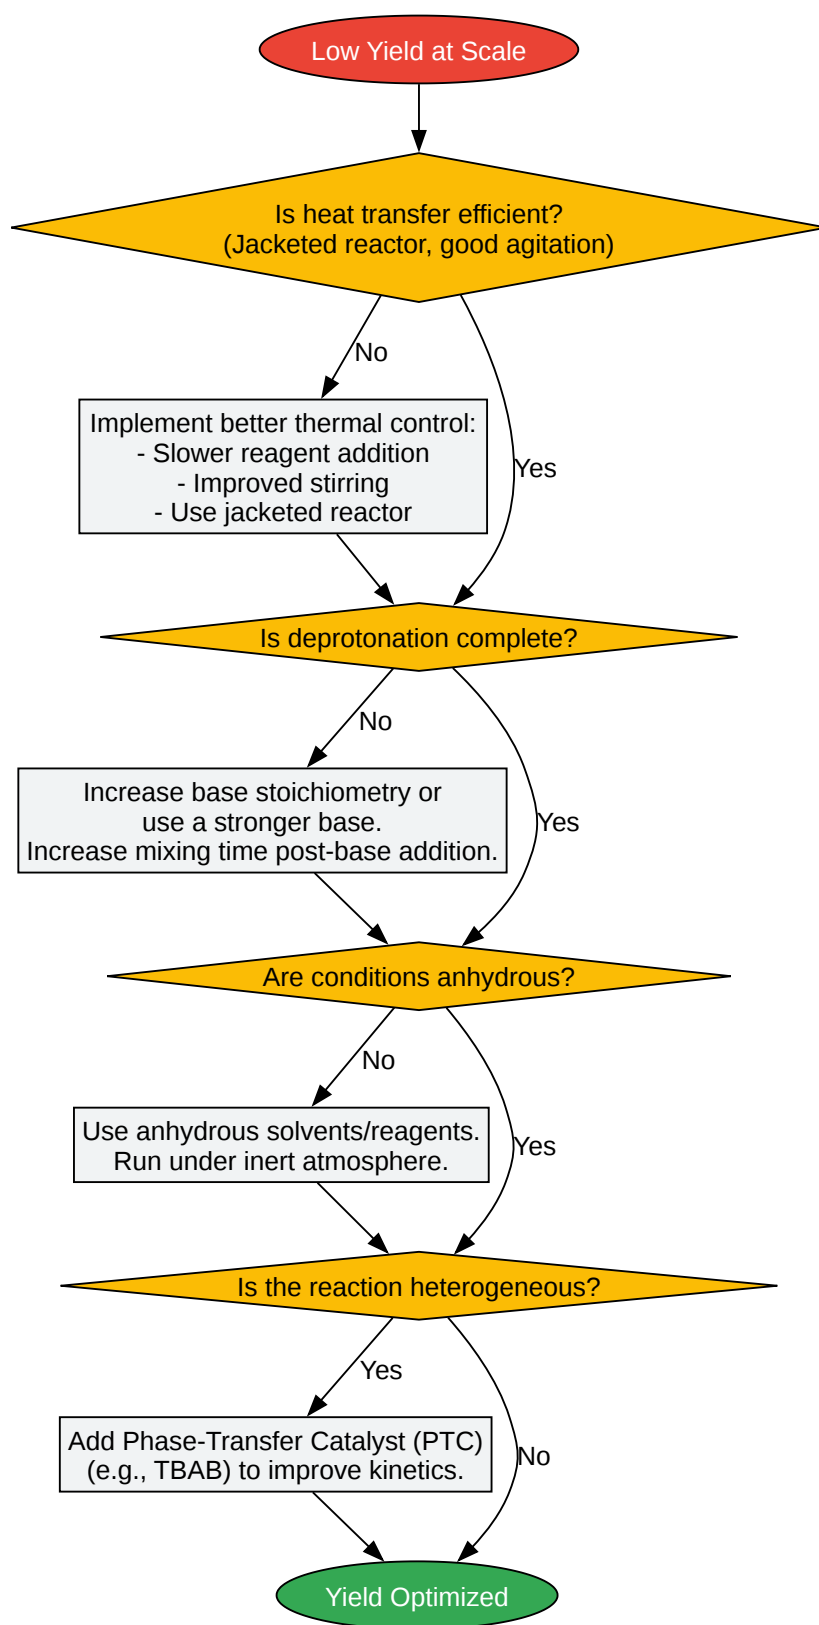 Low Yield at Scale
Is heat transfer efficient?
(Jacketed reactor, good agitation)
No
Implement better thermal control:
- Slower reagent addition
- Improved stirring
- Use jacketed reactor
Yes
Is deprotonation complete?
No
Increase base stoichiometry or
use a stronger base.
Increase mixing time post-base addition.
Yes
Are conditions anhydrous?
No
Use anhydrous solvents/reagents.
Run under inert atmosphere.
Yes
Is the reaction heterogeneous?
Yes
Add Phase-Transfer Catalyst (PTC)
(e.g., TBAB) to improve kinetics.
No
Yield Optimized